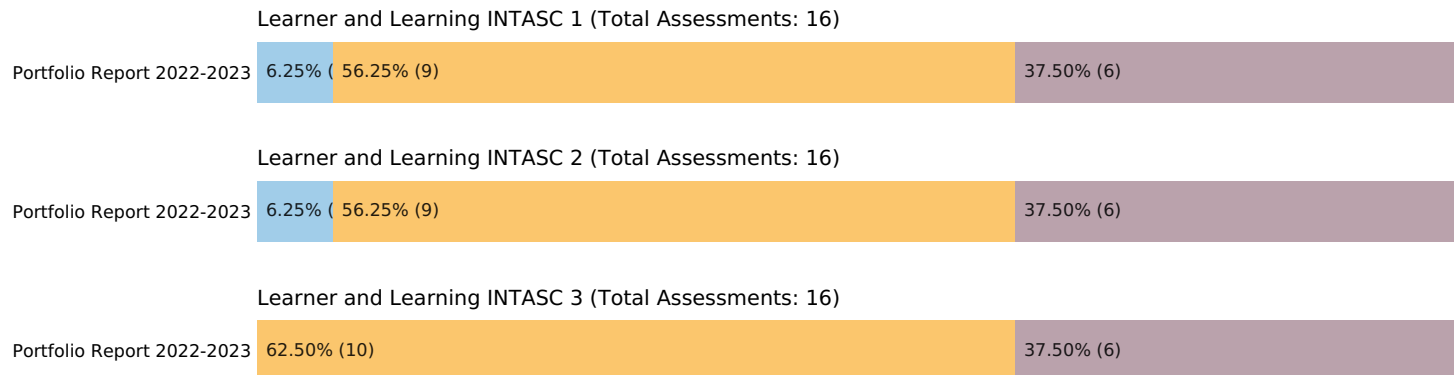 Learner and Learning INTASC 1 (Total Assessments: 16)
Portfolio Report 2022-2023 6.25% ( 56.25% (9) 37.50% (6)
Learner and Learning INTASC 2 (Total Assessments: 16)
Portfolio Report 2022-2023 6.25% ( 56.25% (9) 37.50% (6)
Learner and Learning INTASC 3 (Total Assessments: 16)
Portfolio Report 2022-2023 62.50% (10) 37.50% (6)